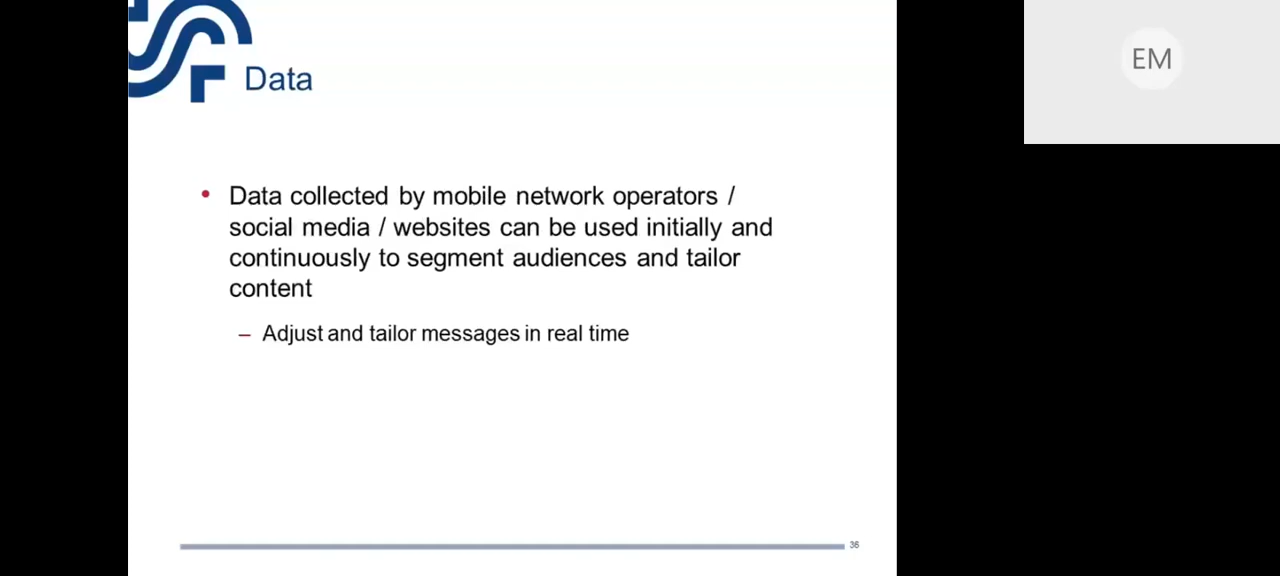 Data
EM
• Data collected by mobile network operators /
social media / websites can be used initially and
continuously to segment audiences and tailor
content
– Adjust and tailor messages in real time
36